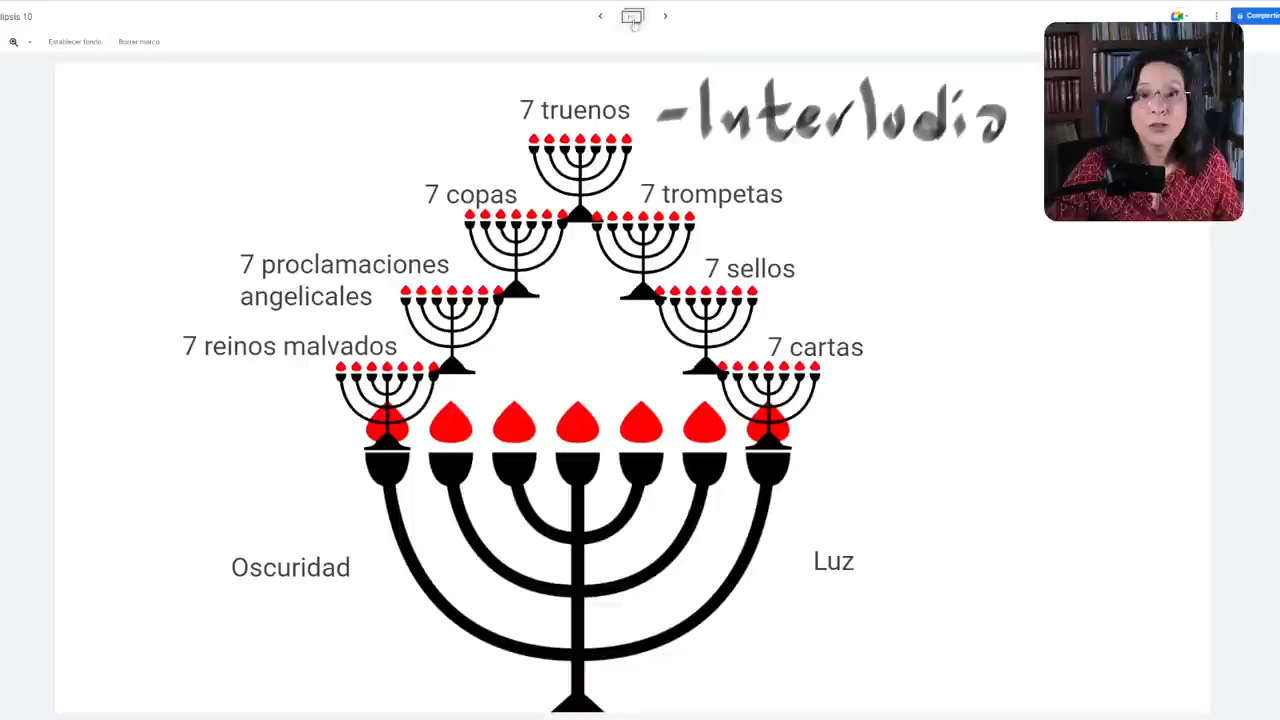 lipsis 10
Compartir
Establecer fondo
Borrar marco
7 truenos
- Interludio
7 copas
7 trompetas
7 proclamaciones
angelicales
7 sellos
7 reinos malvados
7 cartas
Oscuridad
Luz